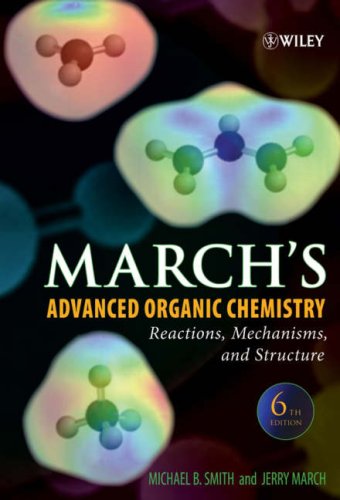 WILEY
MARCH'S
ADVANCED ORGANIC CHEMISTRY
Reactions, Mechanisms,
and Structure
6TH
EDITION
MICHAEL B. SMITH and JERRY MARCH